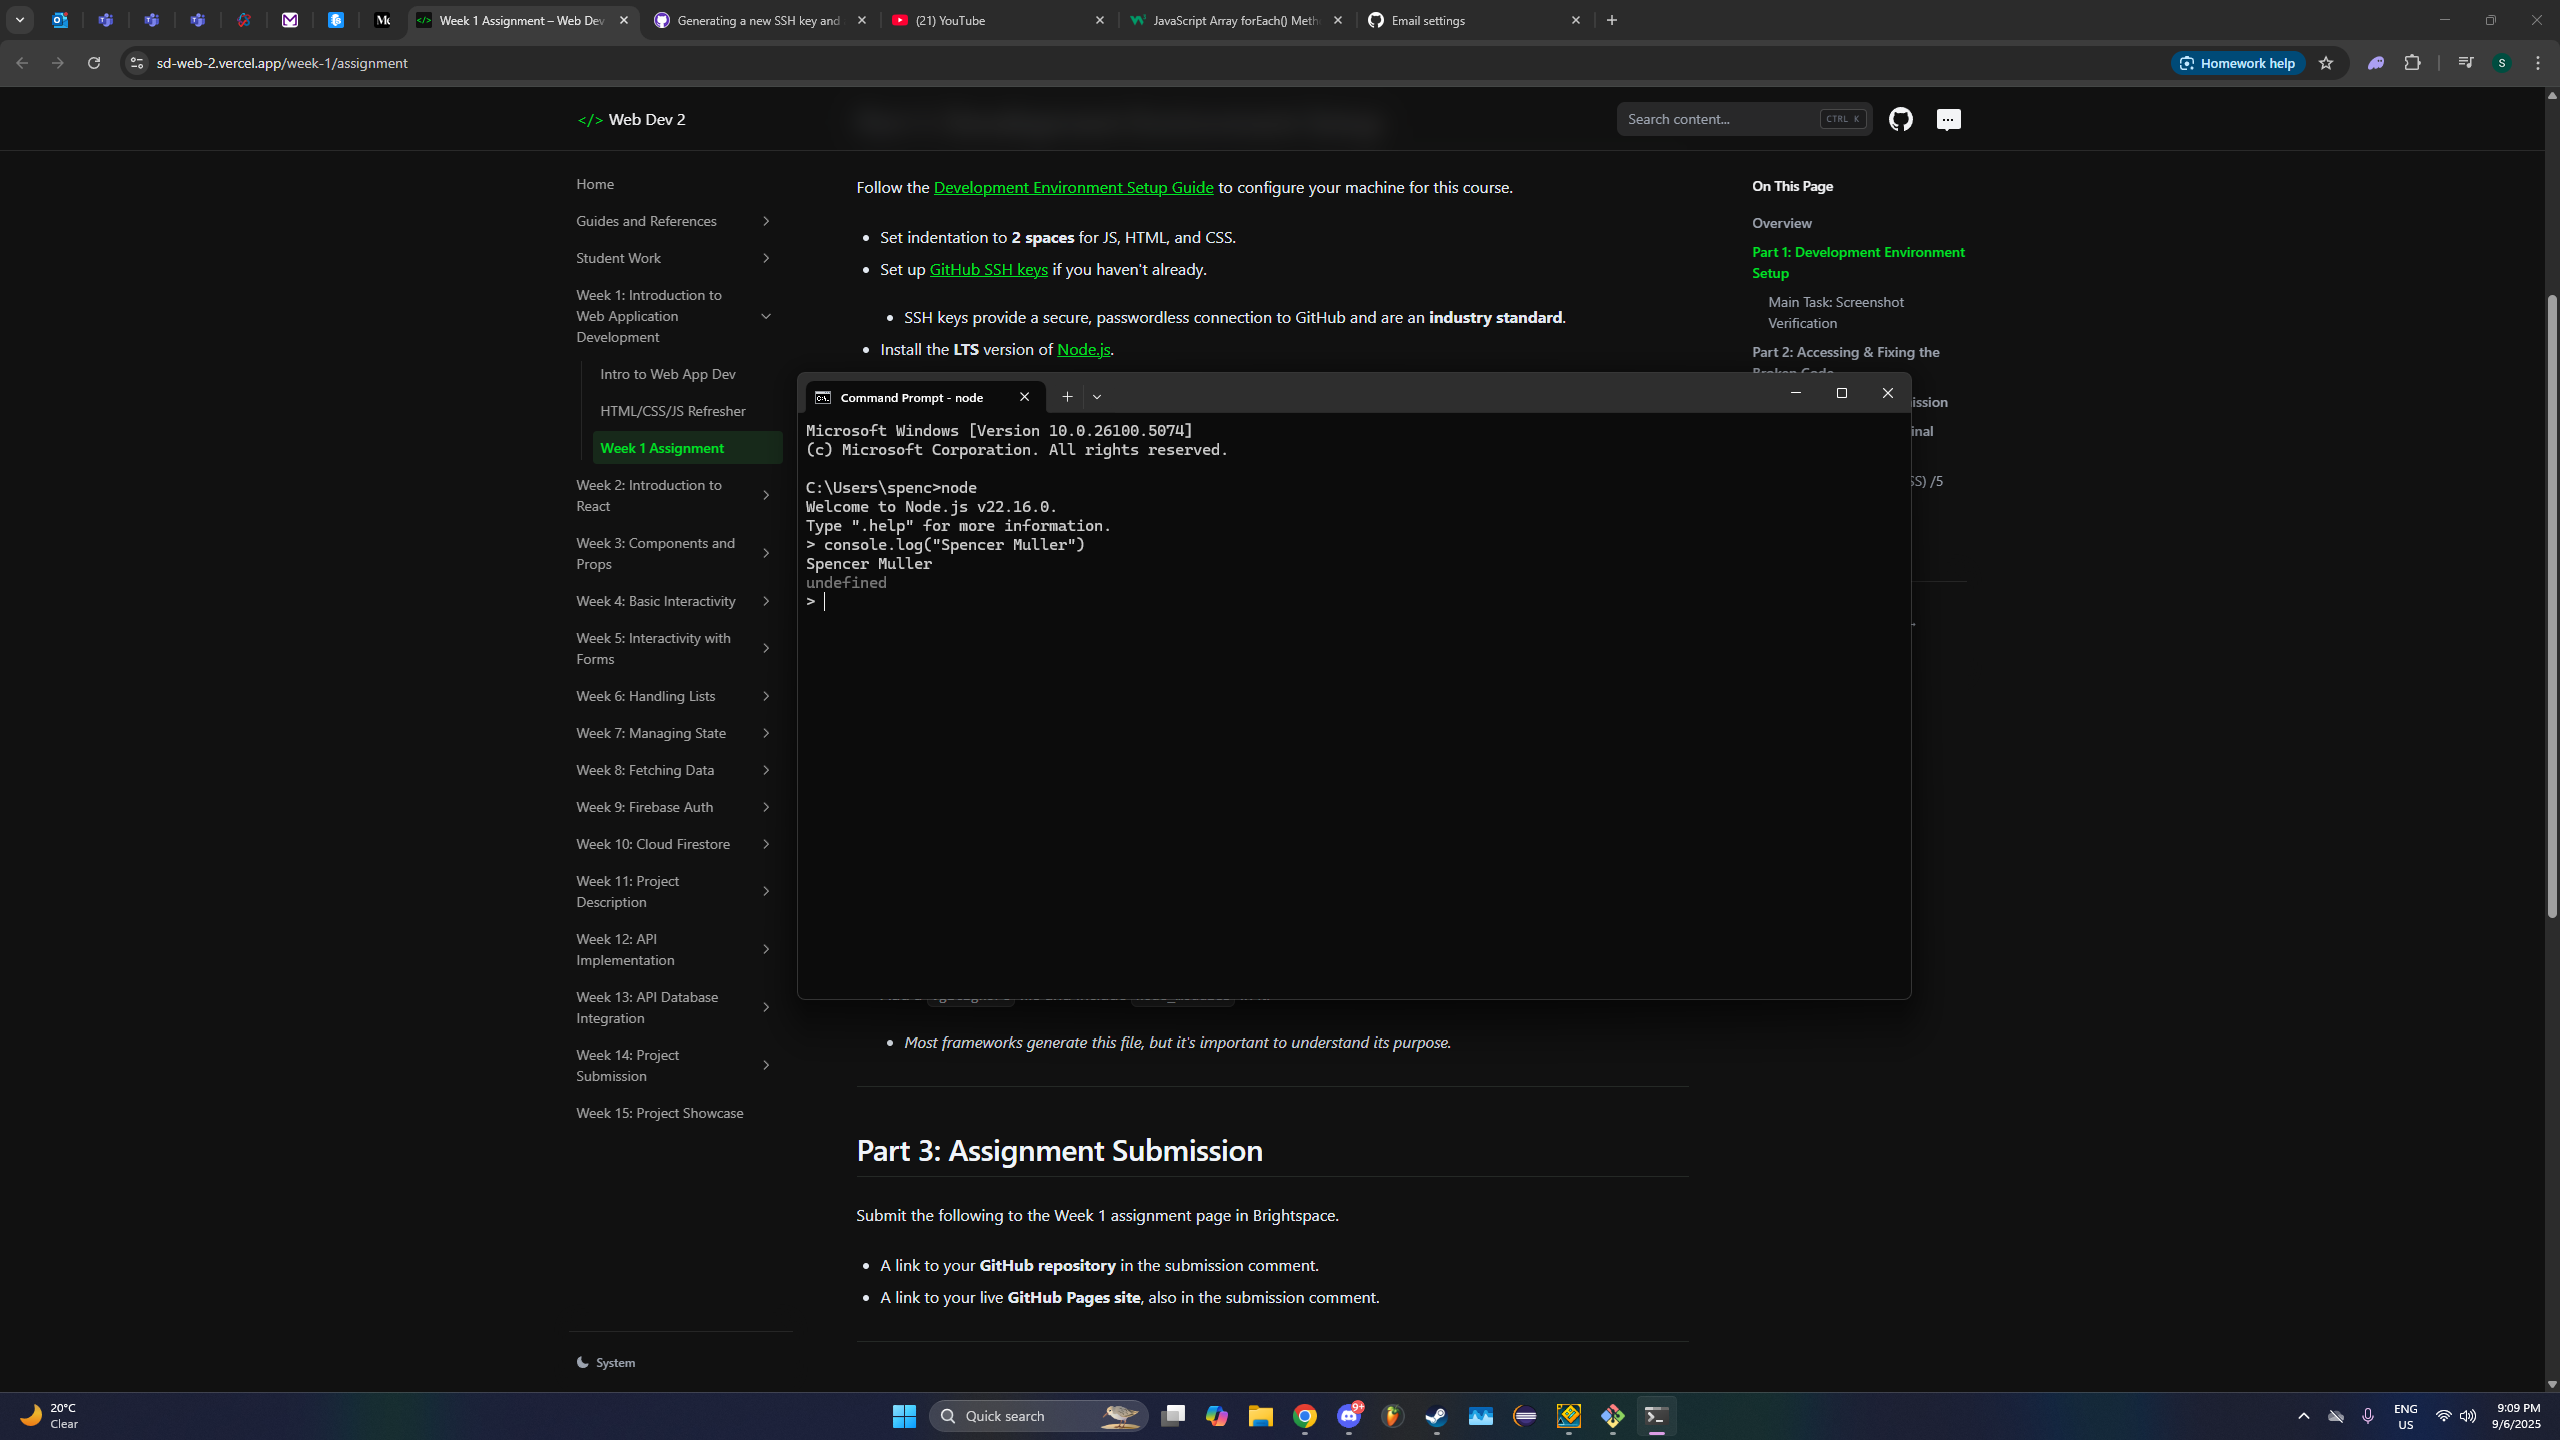 Week 1 Assignment – Web Dev
Generating a new SSH key and
(21) YouTube
JavaScript Array forEach() Meth
Email settings
sd-web-2.vercel.app/week-1/assignment
Homework help
S
</> Web Dev 2
Search content...
CTRL K
Home
Guides and References
Student Work
Week 1: Introduction to
Web Application
Development
Intro to Web App Dev
HTML/CSS/JS Refresher
Week 1 Assignment
Week 2: Introduction to
React
Week 3: Components and
Props
Week 4: Basic Interactivity
Week 5: Interactivity with
Forms
Week 6: Handling Lists
Week 7: Managing State
Week 8: Fetching Data
Week 9: Firebase Auth
Week 10: Cloud Firestore
Week 11: Project
Description
Week 12: API
Implementation
Week 13: API Database
Integration
Week 14: Project
Submission
Week 15: Project Showcase
System
Follow the Development Environment Setup Guide to configure your machine for this course.
• Set indentation to 2 spaces for JS, HTML, and CSS.
• Set up GitHub SSH keys if you haven't already.
• SSH keys provide a secure, passwordless connection to GitHub and are an industry standard.
• Install the LTS version of Node.js.
Command Prompt - node
Microsoft Windows [Version 10.0.26100.5074]
(c) Microsoft Corporation. All rights reserved.
C:\Users\spenc>node
Welcome to Node.js v22.16.0.
Type ".help" for more information.
> console.log("Spencer Muller")
Spencer Muller
undefined
>
• Most frameworks generate this file, but it's important to understand its purpose.
Part 3: Assignment Submission
Submit the following to the Week 1 assignment page in Brightspace.
• A link to your GitHub repository in the submission comment.
• A link to your live GitHub Pages site, also in the submission comment.
On This Page
Overview
Part 1: Development Environment
Setup
Main Task: Screenshot
Verification
Part 2: Accessing & Fixing the
Broken Code
ission
inal
SS) /5
20°C
Clear
Quick search
9+
ENG
US
9:09 PM
9/6/2025